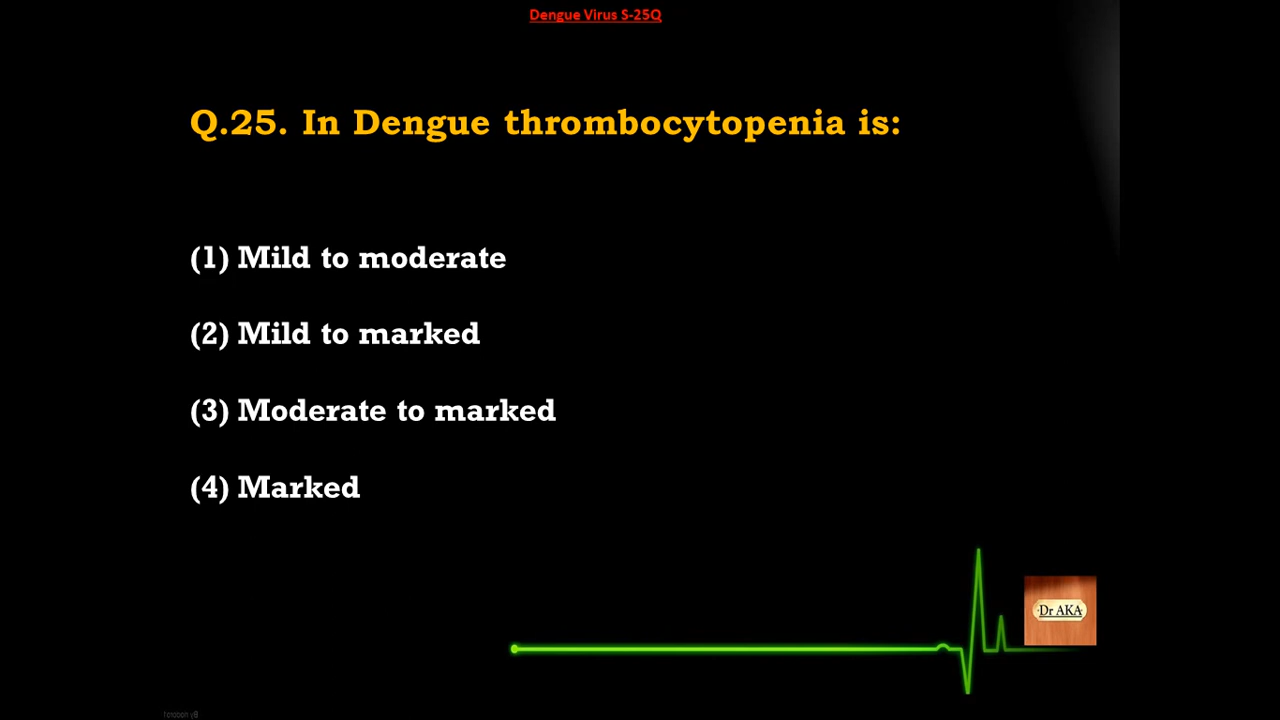 Dengue Virus S-25Q
Q.25. In Dengue thrombocytopenia is:
(1) Mild to moderate
(2) Mild to marked
(3) Moderate to marked
(4) Marked
Dr AKA